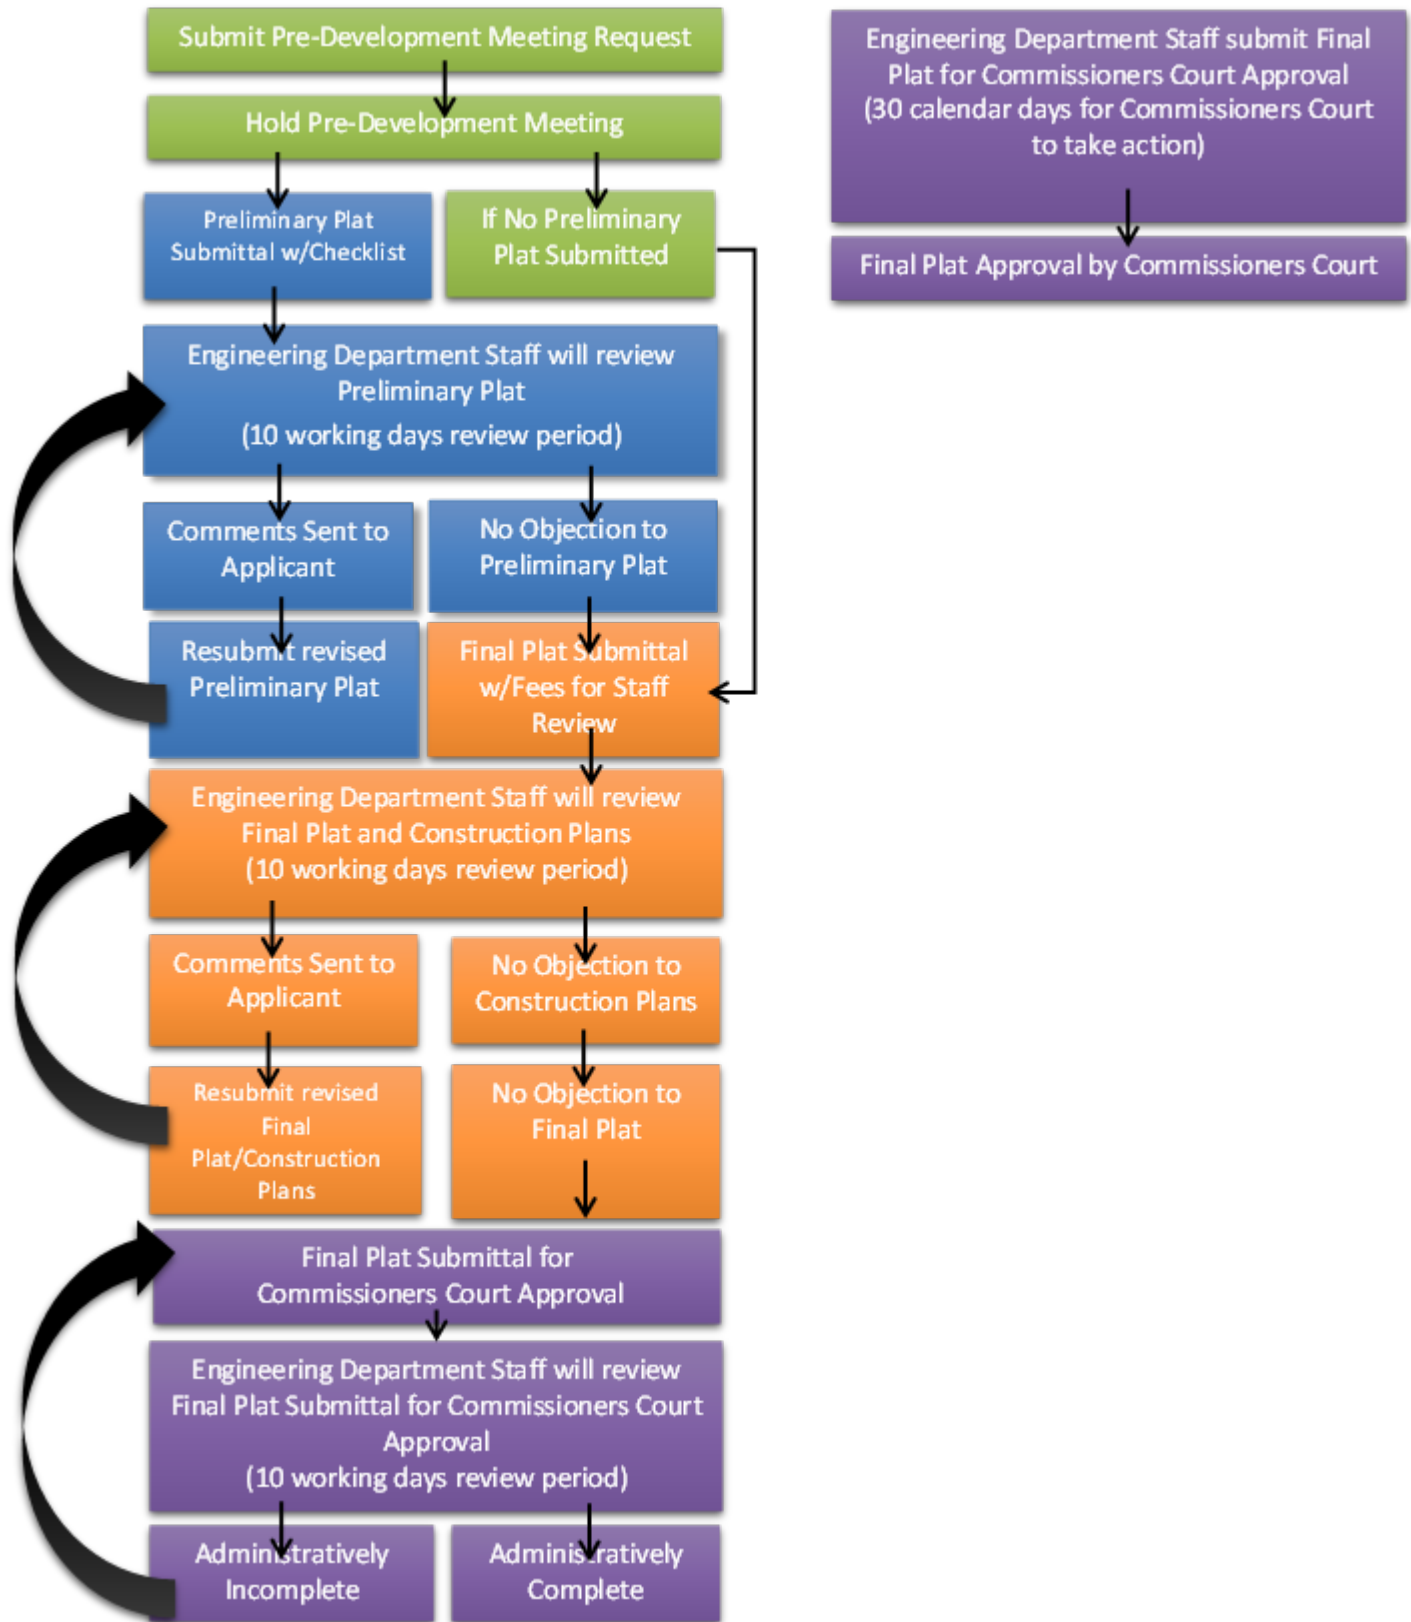 Submit Pre-Development Meeting Request
Hold Pre-Development Meeting
Preliminary Plat
Submittal w/Checklist
If No Preliminary
Plat Submitted
Engineering Department Staff will review
Preliminary Plat
(10 working days review period)
Comments Sent to
Applicant
No Objection to
Preliminary Plat
Resubmit revised
Preliminary Plat
Final Plat Submittal
w/Fees for Staff
Review
Engineering Department Staff will review
Final Plat and Construction Plans
(10 working days review period)
Comments Sent to
Applicant
No Objection to
Construction Plans
Resubmit revised
Final
Plat/Construction
Plans
No Objection to
Final Plat
Final Plat Submittal for
Commissioners Court Approval
Engineering Department Staff will review
Final Plat Submittal for Commissioners Court
Approval
(10 working days review period)
Administratively
Incomplete
Administratively
Complete
Engineering Department Staff submit Final
Plat for Commissioners Court Approval
(30 calendar days for Commissioners Court
to take action)
Final Plat Approval by Commissioners Court